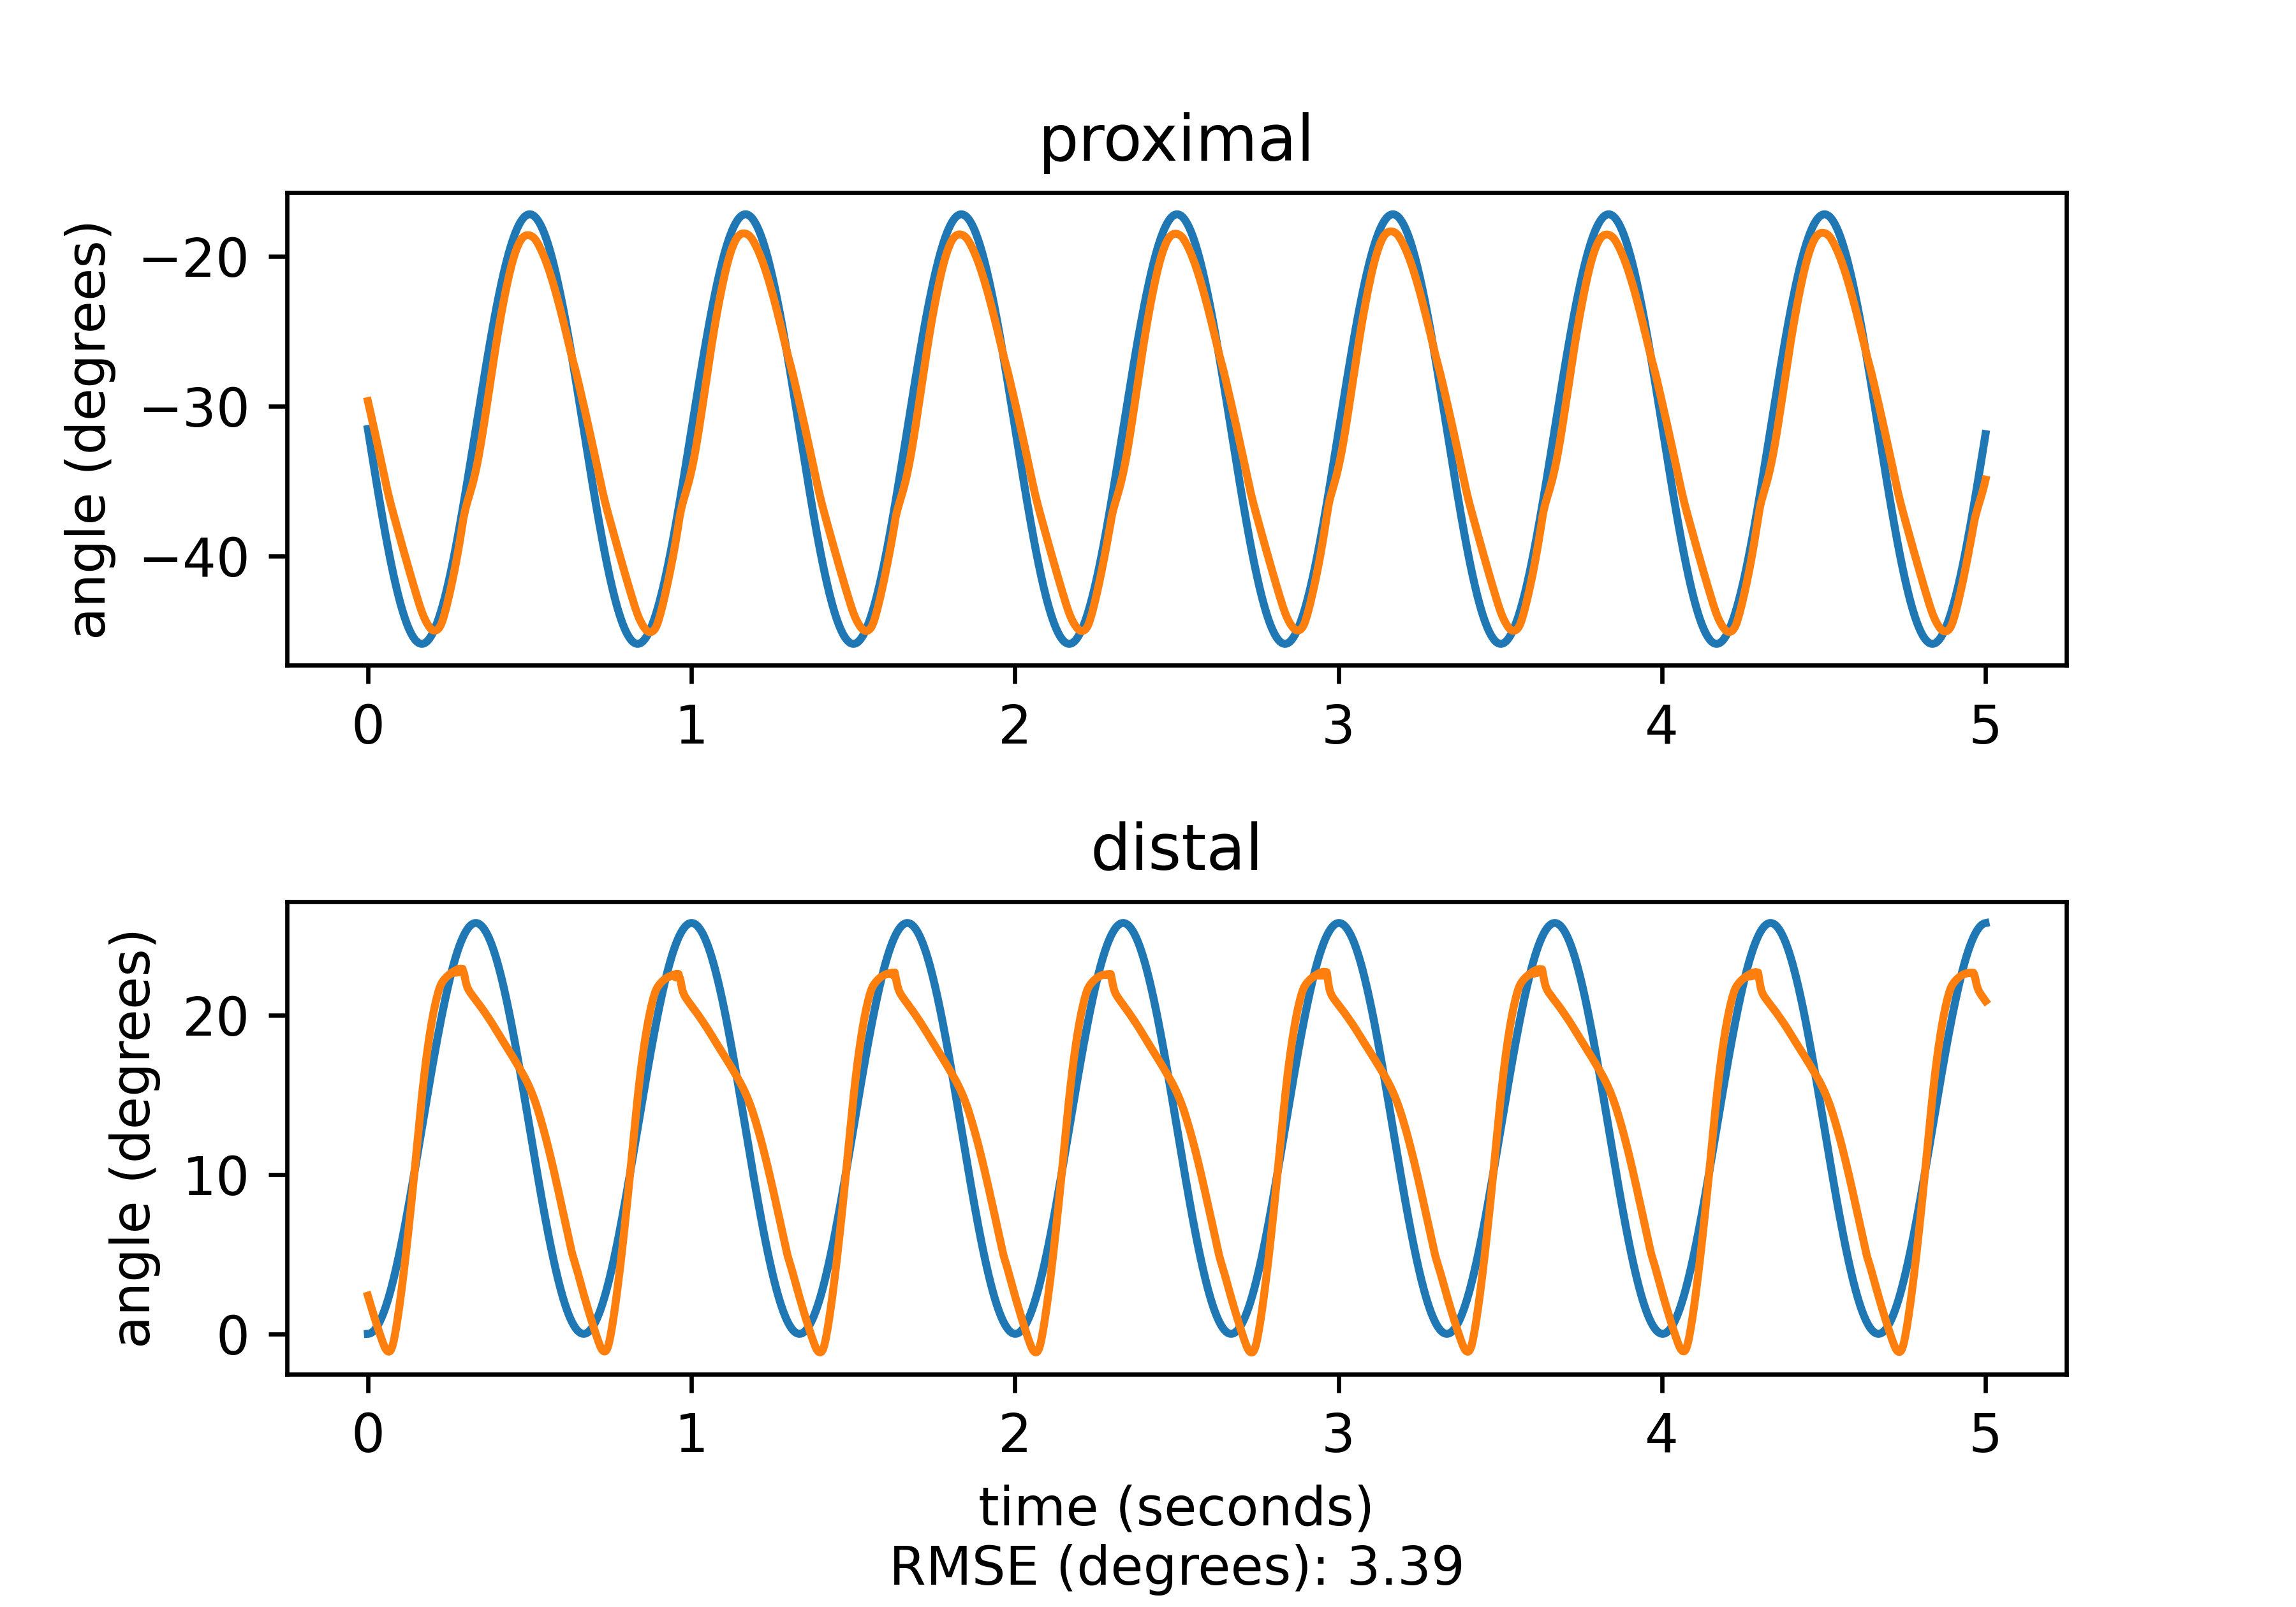 proximal
angle (degrees)
−20
−30
−40
0 1 2 3 4 5
distal
angle (degrees)
20
10
0
0 1 2 3 4 5
time (seconds)
RMSE (degrees): 3.39